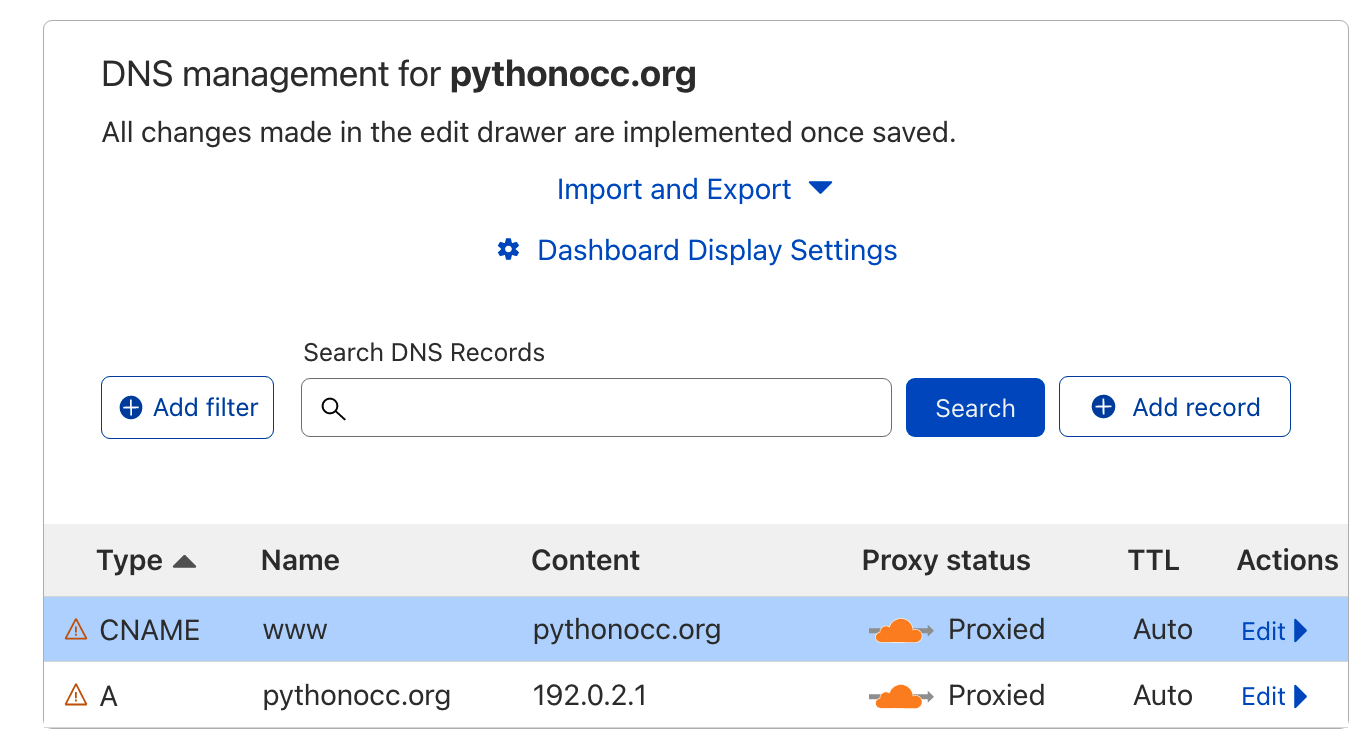 DNS management for pythonocc.org
All changes made in the edit drawer are implemented once saved.
Import and Export
Dashboard Display Settings
Search DNS Records
Add filter Search Add record
Type Name Content Proxy status TTL Actions
CNAME www pythonocc.org Proxied Auto Edit
A pythonocc.org 192.0.2.1 Proxied Auto Edit